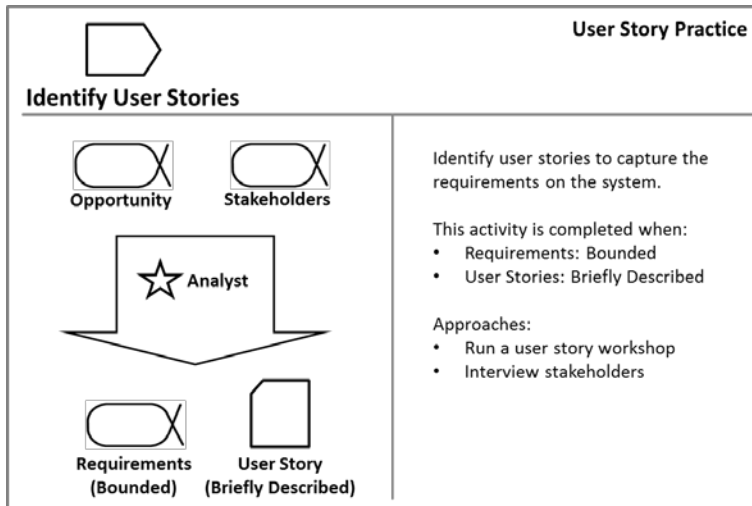 User Story Practice
Identify User Stories
Opportunity
Stakeholders
Analyst
Requirements
(Bounded)
User Story
(Briefly Described)
Identify user stories to capture the
requirements on the system.
This activity is completed when:
• Requirements: Bounded
• User Stories: Briefly Described
Approaches:
• Run a user story workshop
• Interview stakeholders